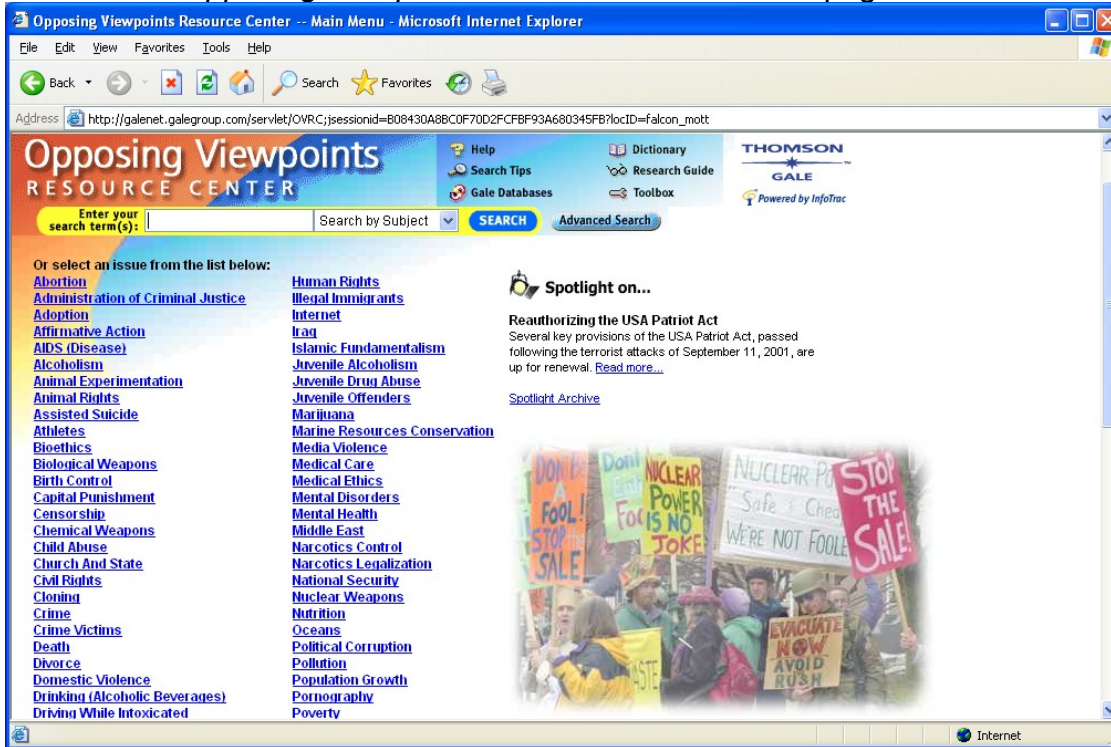 Opposing Viewpoints Resource Center -- Main Menu - Microsoft Internet Explorer
File Edit View Favorites Tools Help
Back Search Favorites
Address http://galenet.galegroup.com/servlet/OVRC;jsessionid=B08430A8BC0F70D2FCFBF93A680345FB?locID=falcon_mott
Opposing Viewpoints
RESOURCE CENTER
Help Dictionary
Search Tips Research Guide
Gale Databases Toolbox
THOMSON
GALE
Powered by InfoTrac
Enter your
search term(s): Search by Subject SEARCH Advanced Search
Or select an issue from the list below:
Abortion
Administration of Criminal Justice
Adoption
Affirmative Action
AIDS (Disease)
Alcoholism
Animal Experimentation
Animal Rights
Assisted Suicide
Athletes
Bioethics
Biological Weapons
Birth Control
Capital Punishment
Censorship
Chemical Weapons
Child Abuse
Church And State
Civil Rights
Cloning
Crime
Crime Victims
Death
Divorce
Domestic Violence
Drinking (Alcoholic Beverages)
Driving While Intoxicated
Human Rights
Illegal Immigrants
Internet
Iraq
Islamic Fundamentalism
Juvenile Alcoholism
Juvenile Drug Abuse
Juvenile Offenders
Marijuana
Marine Resources Conservation
Media Violence
Medical Care
Medical Ethics
Mental Disorders
Mental Health
Middle East
Narcotics Control
Narcotics Legalization
National Security
Nuclear Weapons
Nutrition
Oceans
Political Corruption
Pollution
Population Growth
Pornography
Poverty
Spotlight on...
Reauthorizing the USA Patriot Act
Several key provisions of the USA Patriot Act, passed
following the terrorist attacks of September 11, 2001, are
up for renewal. Read more...
Spotlight Archive
DON'T BE
A
FOOL!
STOP
THE
SALE
Dont
NUCLEAR
POWER
IS NO
JOKE
NUCLEAR
Safe
WE'RE NOT
STOP
THE
SALE!
EVACUATE
NOW
AVOID
RUSH
Internet